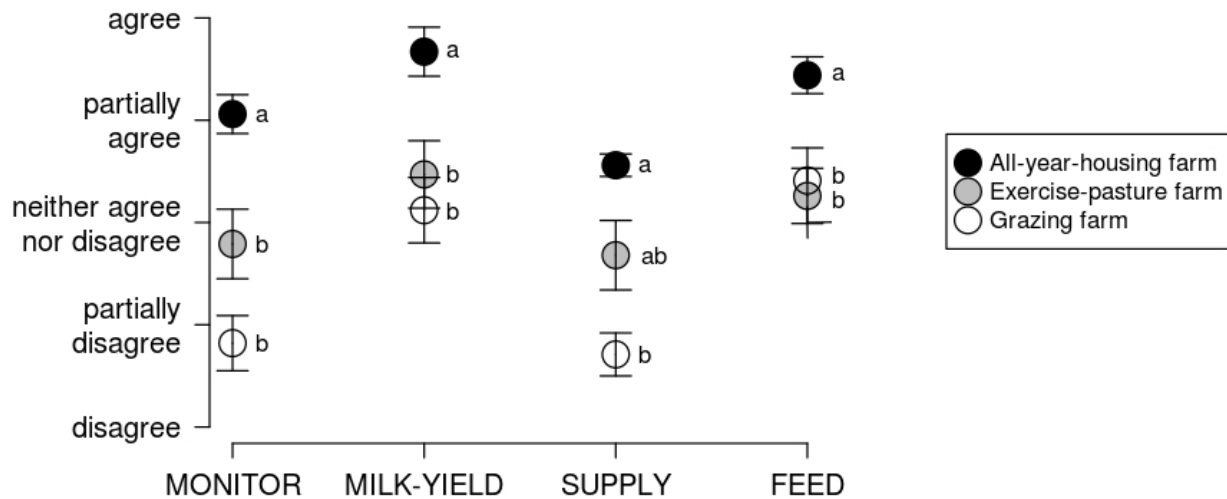 agree
partially
agree
neither agree
nor disagree
partially
disagree
disagree
a
b
b
a
b
b
a
ab
b
a
b
b
MONITOR
MILK-YIELD
SUPPLY
FEED
All-year-housing farm
Exercise-pasture farm
Grazing farm